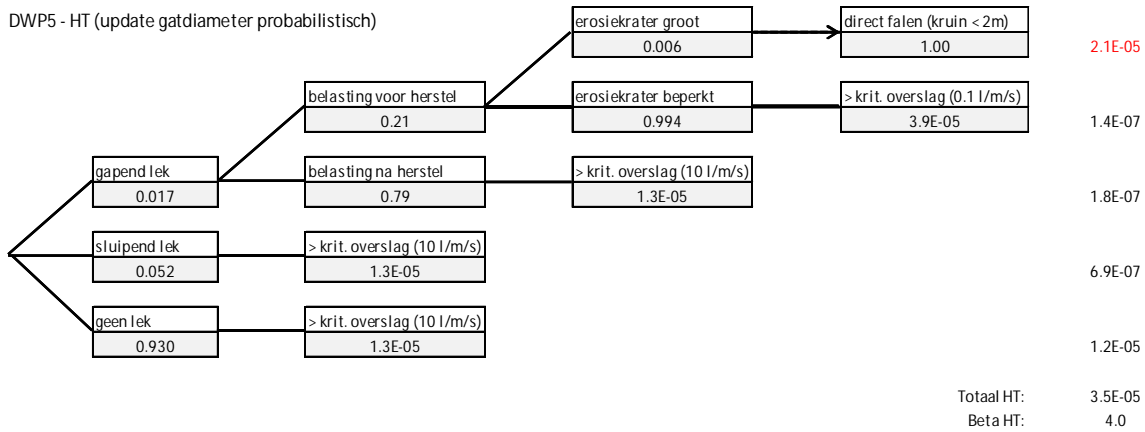 DWP5 - HT (update gatdiameter probabilistisch)
erosiekrater groot
0.006
direct falen (kruin < 2m)
1.00
2.1E-05
belasting voor herstel
0.21
erosiekrater beperkt
0.994
> krit. overslag (0.1 l/m/s)
3.9E-05
1.4E-07
gapend lek
0.017
belasting na herstel
0.79
> krit. overslag (10 l/m/s)
1.3E-05
1.8E-07
sluipend lek
0.052
> krit. overslag (10 l/m/s)
1.3E-05
6.9E-07
geen lek
0.930
> krit. overslag (10 l/m/s)
1.3E-05
1.2E-05
Totaal HT: 3.5E-05
Beta HT: 4.0